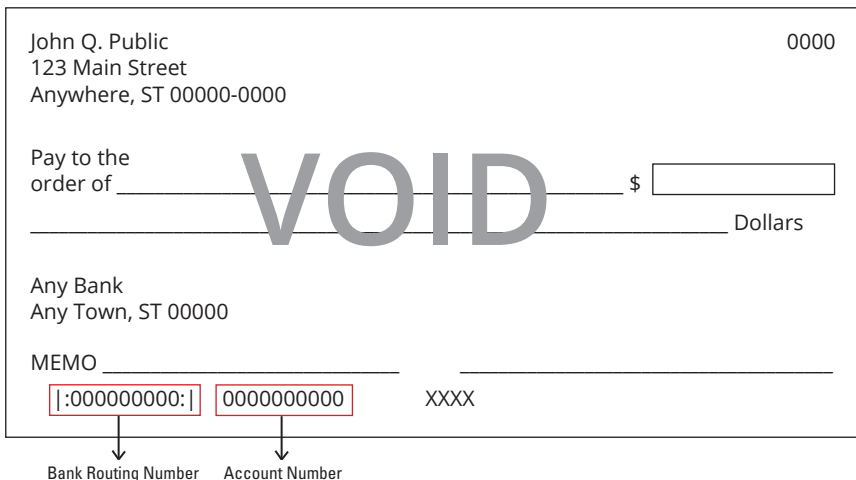 John Q. Public 0000
123 Main Street
Anywhere, ST 00000-0000
Pay to the
order of $
VOID
Dollars
Any Bank
Any Town, ST 00000
MEMO
|:000000000:| 0000000000 XXXX
Bank Routing Number Account Number